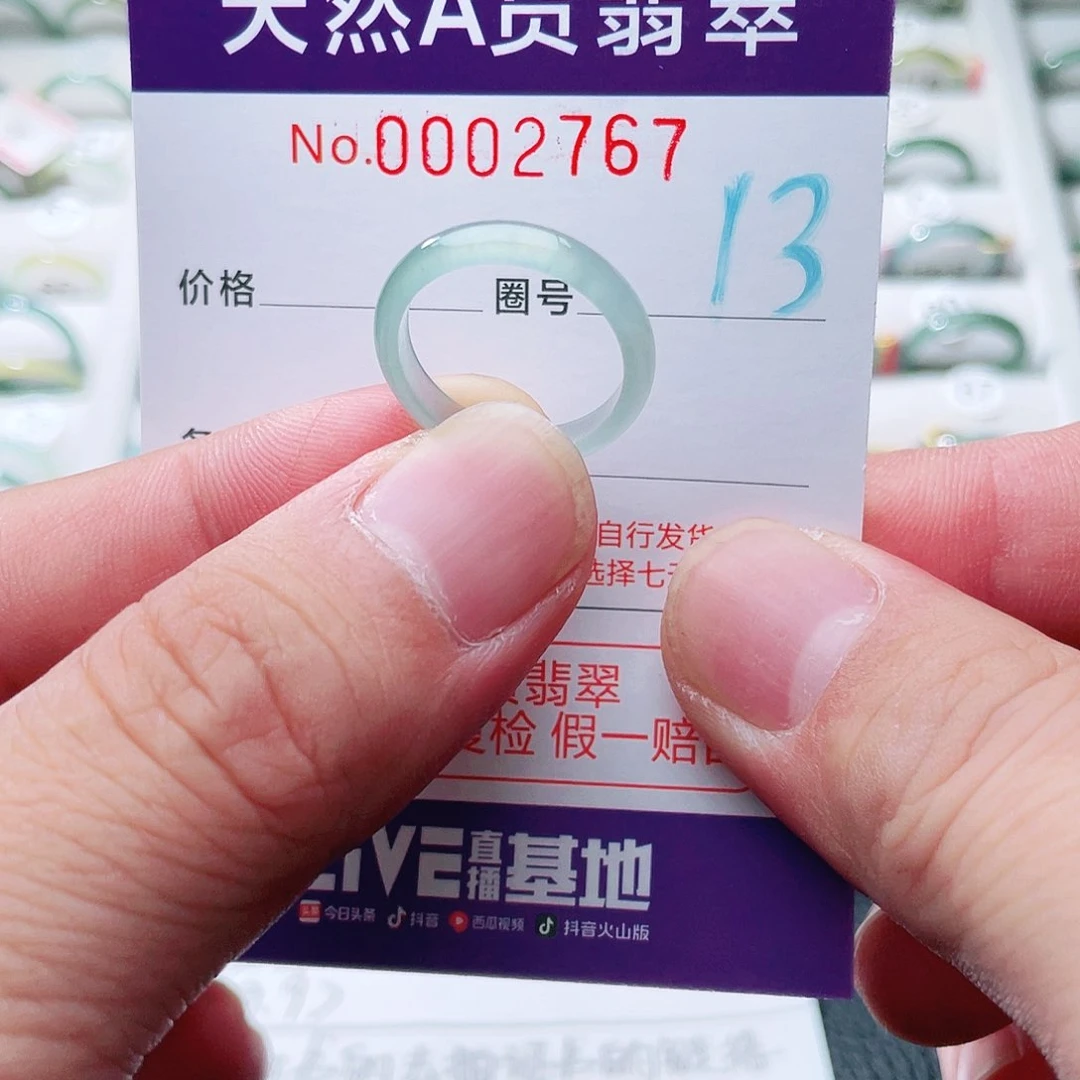 天然A货翡翠
No.0002767
13
价格 圈号
自行发货
选择七天
翡翠
复检 假一赔
LIVE直播基地
今日头条 抖音 西瓜视频 抖音火山版